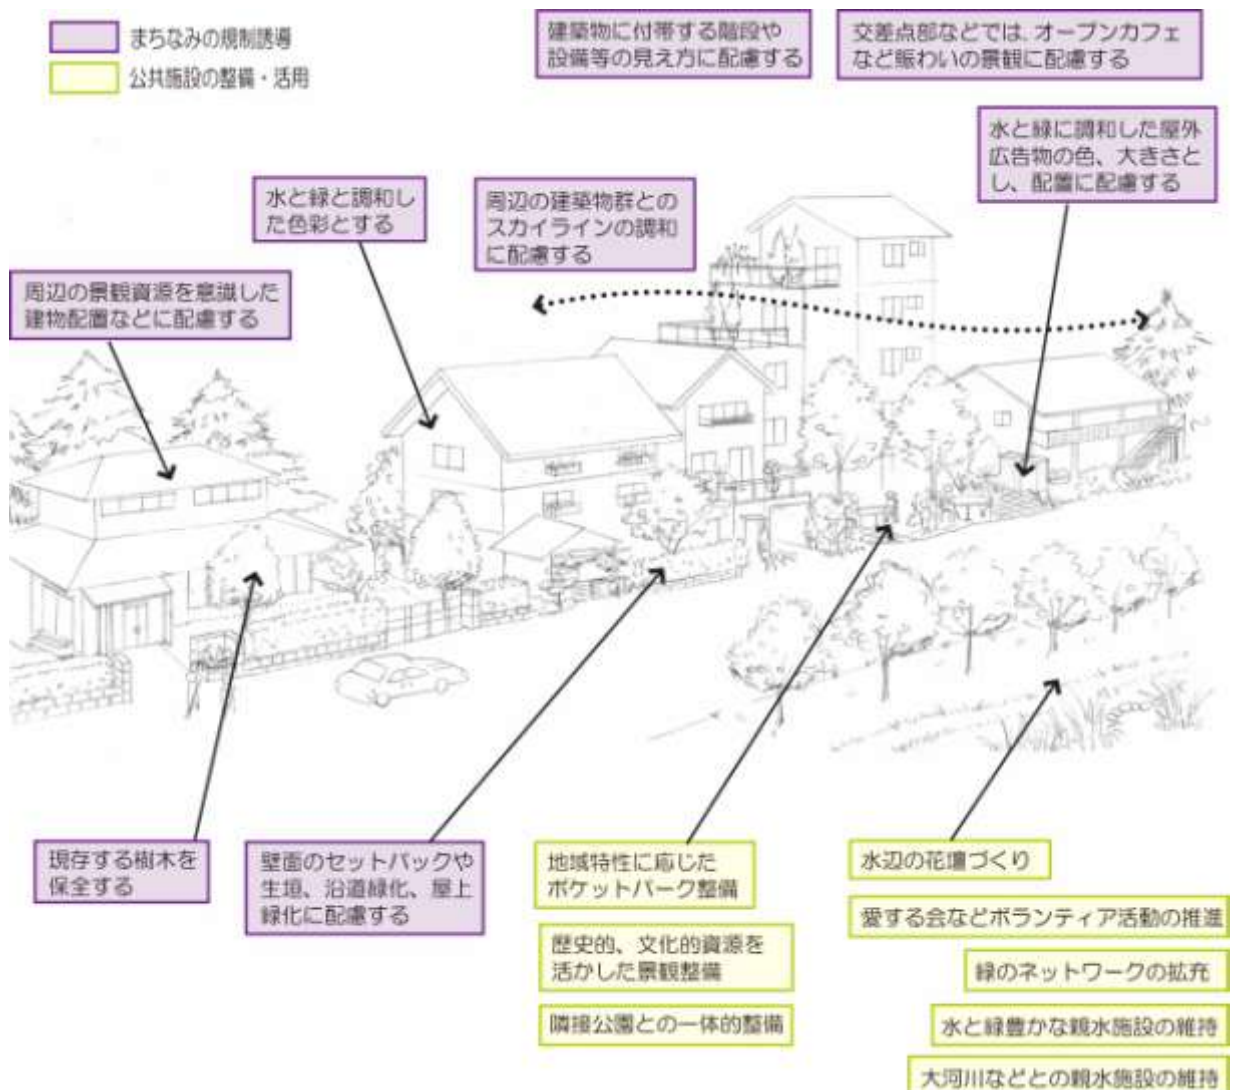 まちなみの規制誘導
公共施設の整備・活用
建築物に付帯する階段や
設備等の見え方に配慮する
交差点部などでは、オープンカフェ
など賑わいの景観に配慮する
水と緑に調和した屋外
広告物の色、大きさと
し、配置に配慮する
水と緑と調和し
た色彩とする
周辺の建築物群との
スカイラインの調和
に配慮する
周辺の景観資源を意識した
建物配置などに配慮する
現存する樹木を
保全する
壁面のセットバックや
生垣、沿道緑化、屋上
緑化に配慮する
地域特性に応じた
ポケットパーク整備
歴史的、文化的資源を
活かした景観整備
隣接公園との一体的整備
水辺の花壇づくり
愛する会などボランティア活動の推進
緑のネットワークの拡充
水と緑豊かな親水施設の維持
大河川などとの親水施設の維持